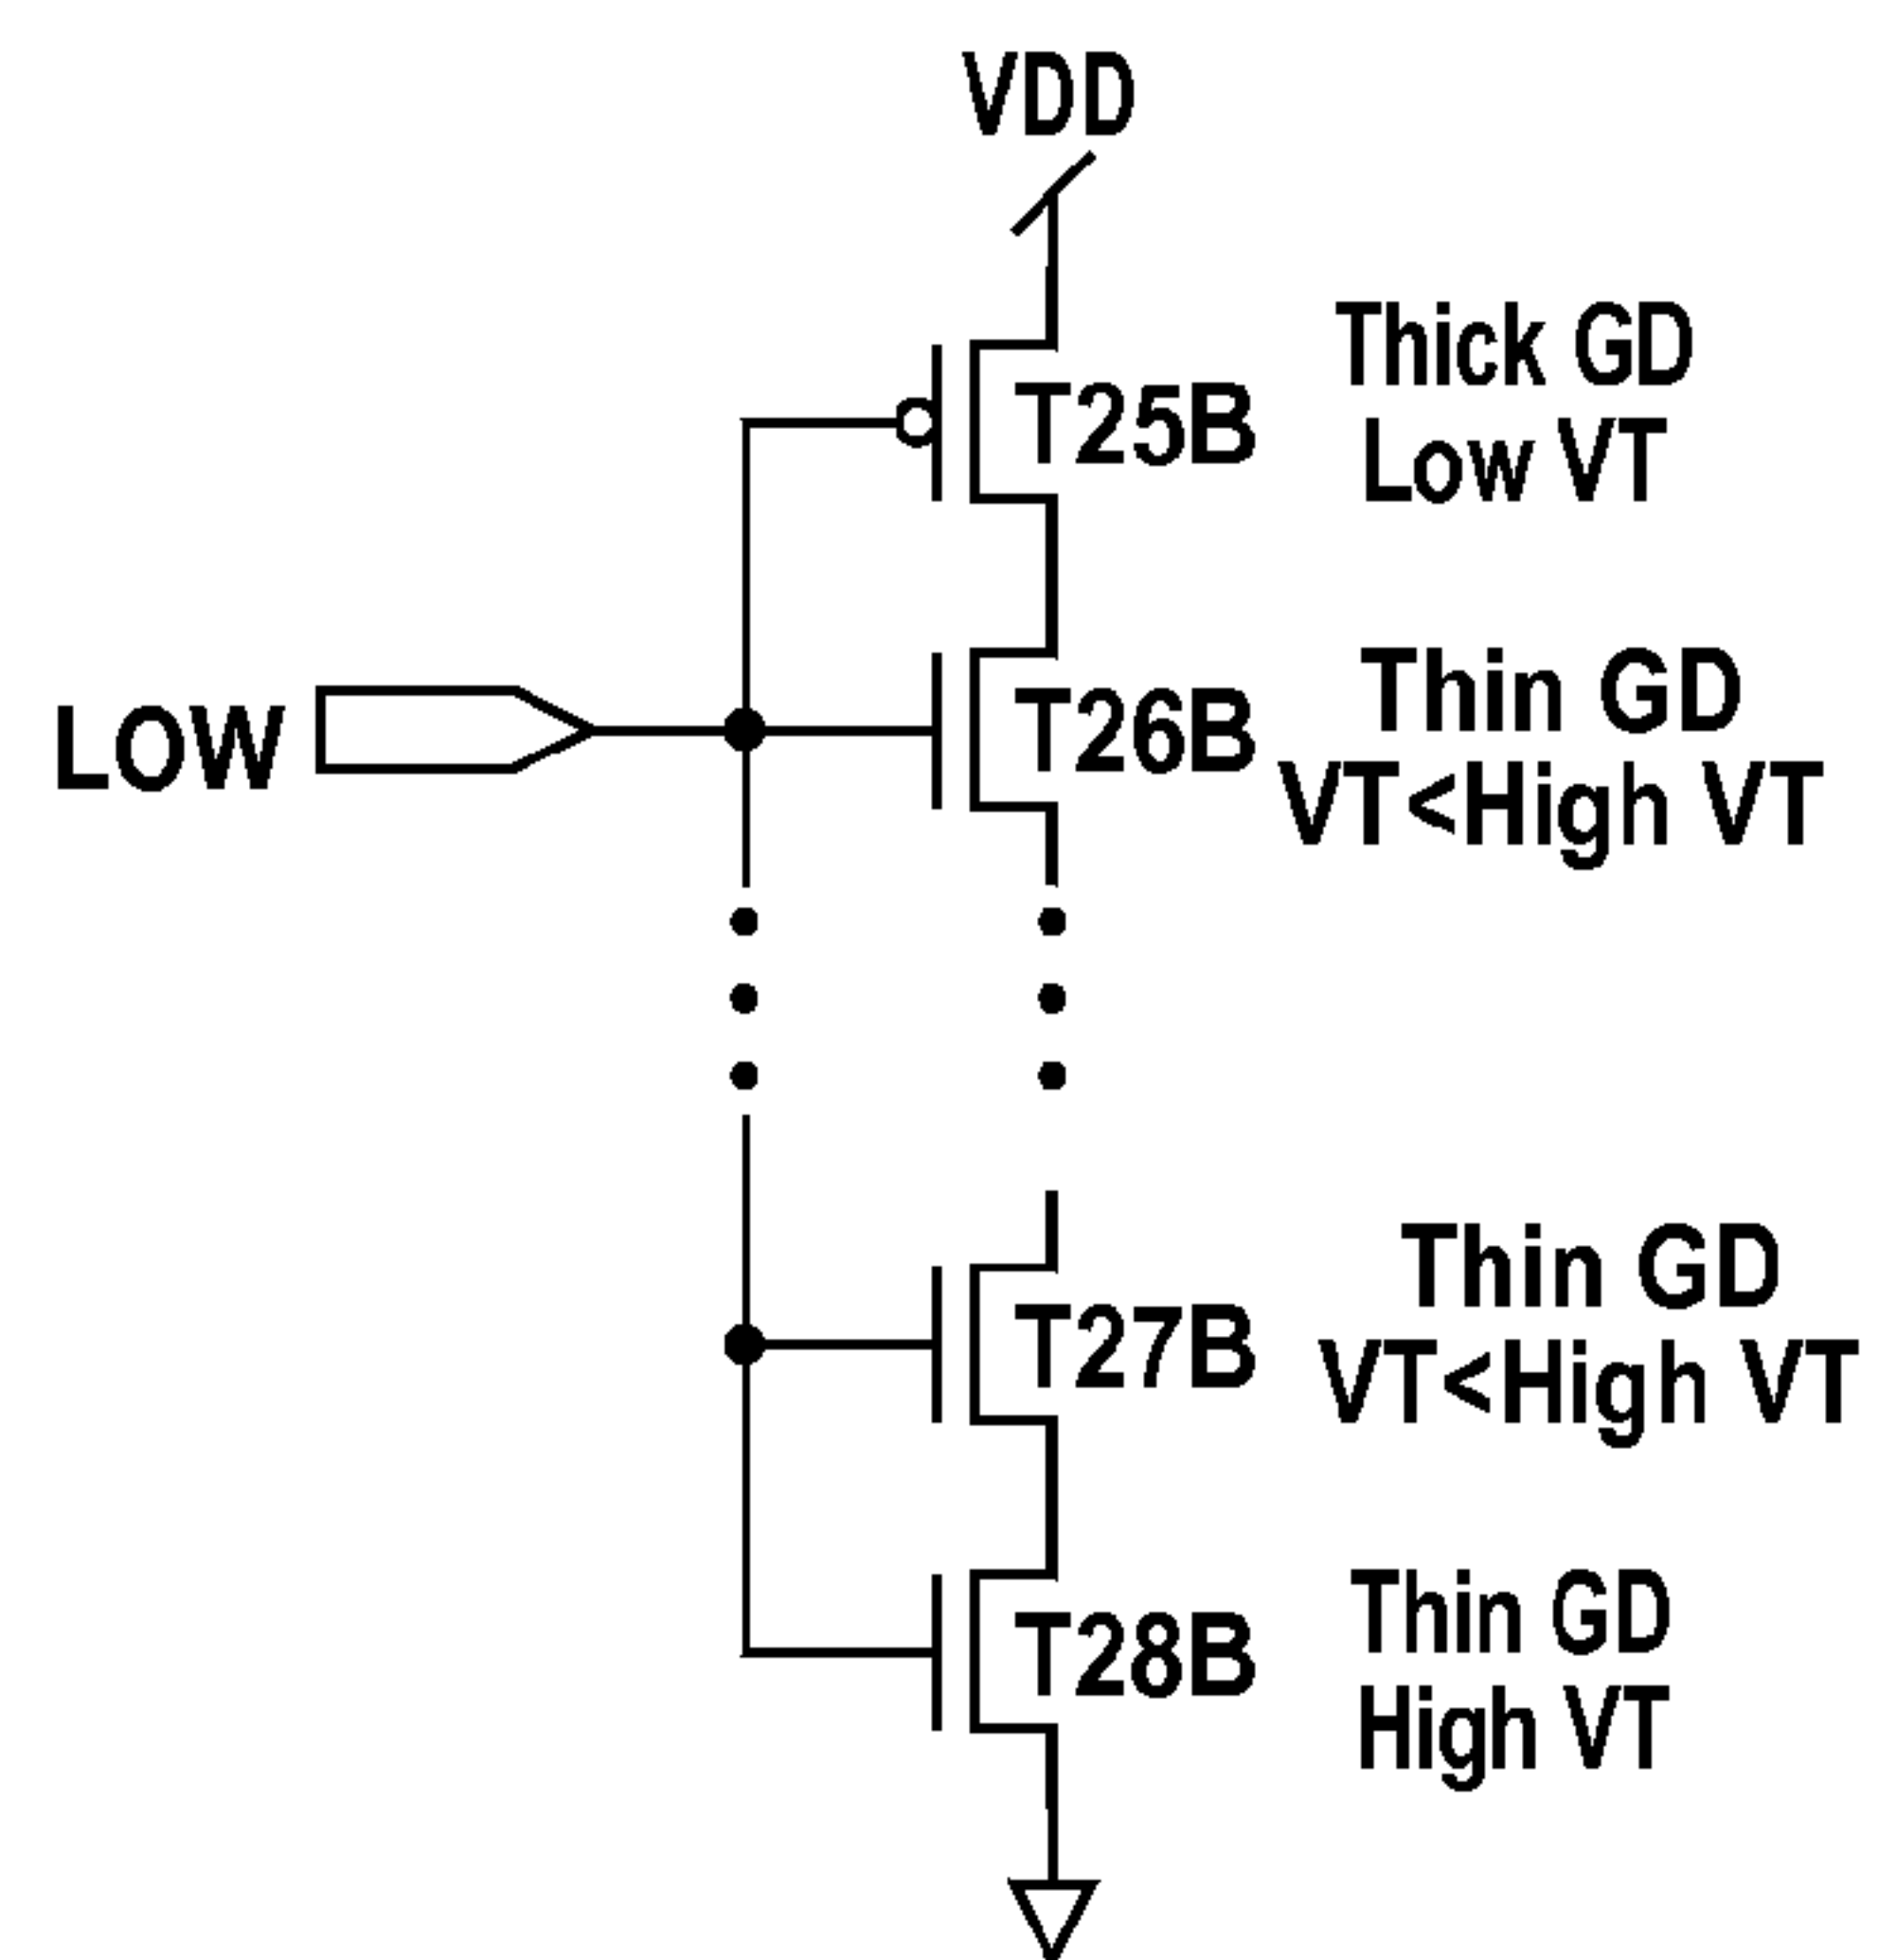 VDD
Thick GD
T25B
Low VT
Thin GD
LOW
T26B
VT<High VT
Thin GD
T27B
VT<High VT
Thin GD
T28B
High VT